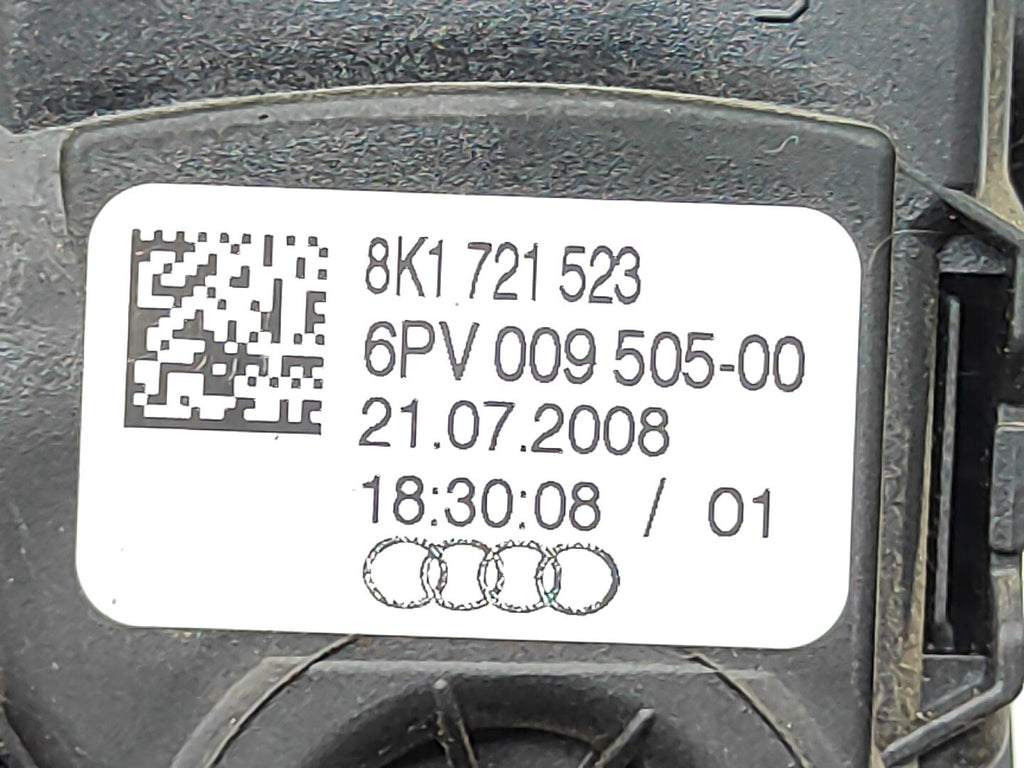 8K1 721 523
6PV 009 505-00
21.07.2008
18:30:08 / 01